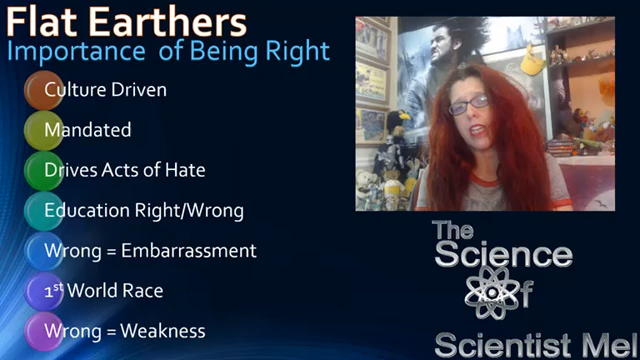 Flat Earthers
Importance of Being Right
Culture Driven
Mandated
Drives Acts of Hate
Education Right/Wrong
Wrong = Embarrassment
1st World Race
Wrong = Weakness
The
Science
Of
Scientist Mel